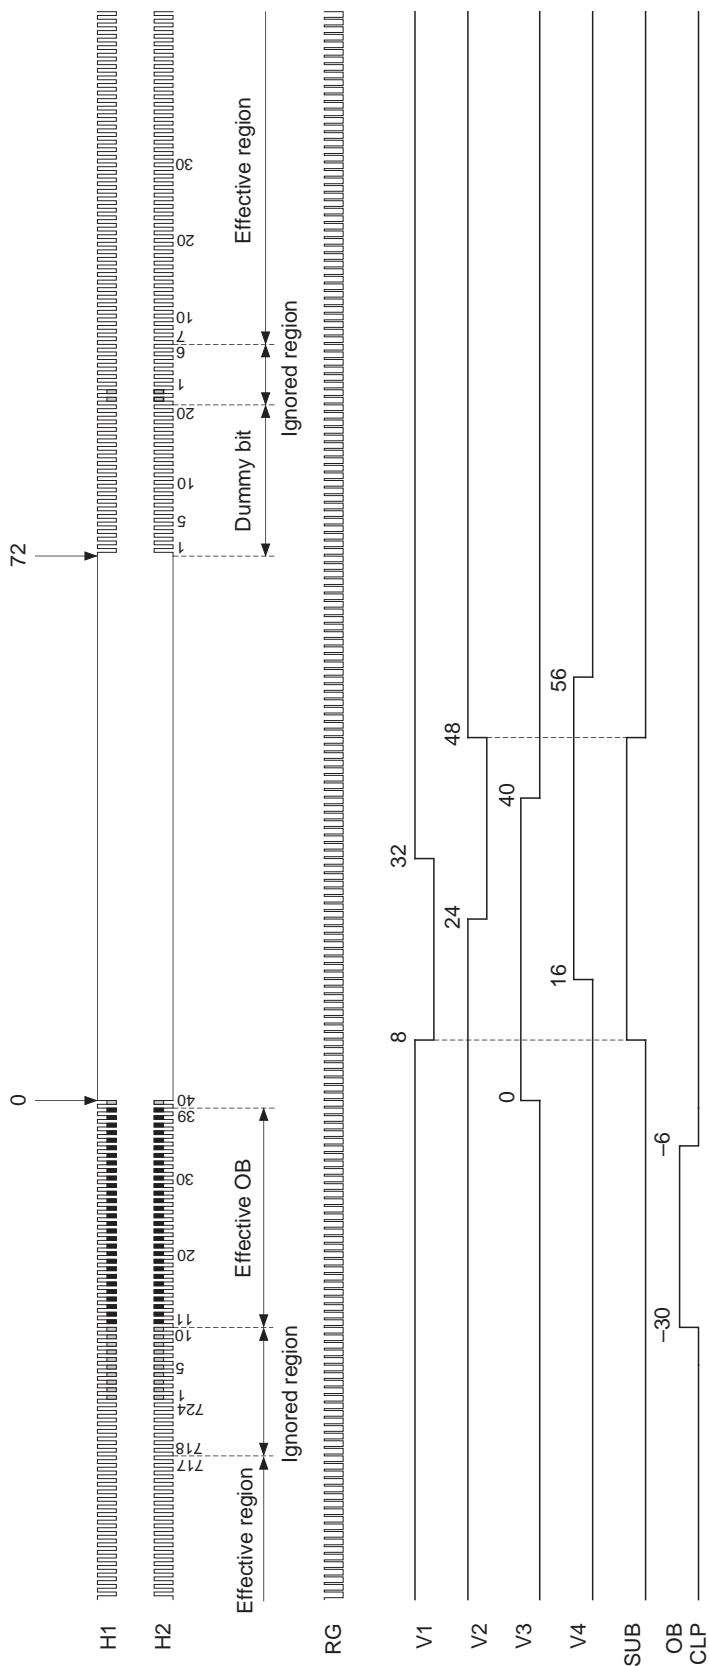 0 72
H1
H2
717 718 724 1 5 10 11 20 30 39 40 1 5 10 20 1 6 7 10 20 30
Effective region Effective OB Dummy bit Effective region
Ignored region Ignored region
RG
8 32
V1
24 48
V2
0 40
V3
16 56
V4
SUB
–30 –6
OB
CLP